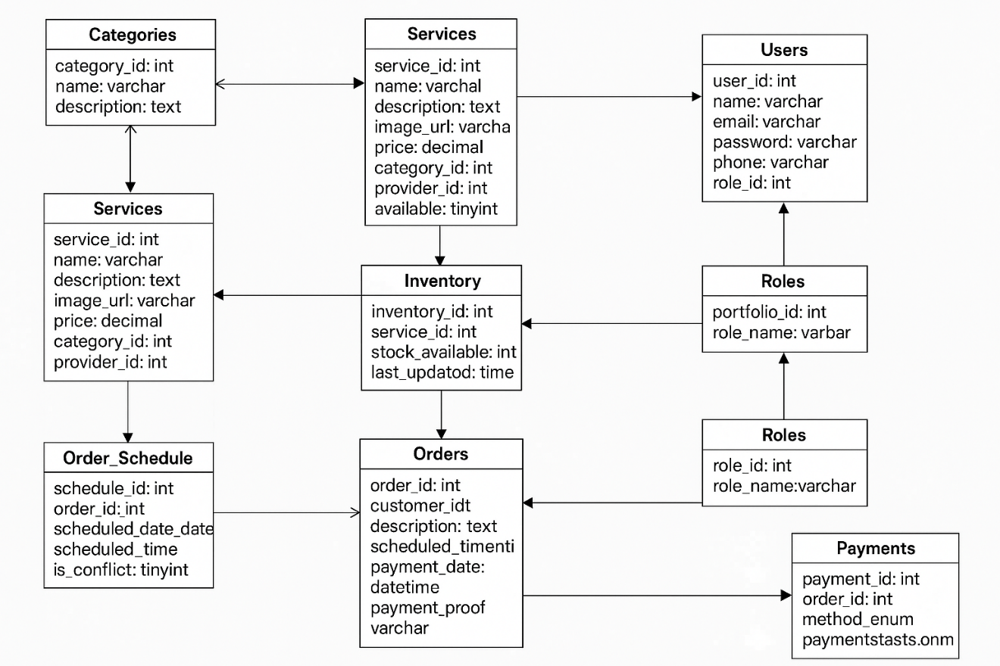 Categories
category_id: int
name: varchar
description: text
Services
service_id: int
name: varchal
description: text
image_url: varcha
price: decimal
category_id: int
provider_id: int
available: tinyint
Users
user_id: int
name: varchar
email: varchar
password: varchar
phone: varchar
role_id: int
Services
service_id: int
name: varchar
description: text
image_url: varchar
price: decimal
category_id: int
provider_id: int
Inventory
inventory_id: int
service_id: int
stock_available: int
last_updatod: time
Roles
portfolio_id: int
role_name: varbar
Order_Schedule
schedule_id: int
order_id: int
scheduled_date_date
scheduled_time
is_conflict: tinyint
Orders
order_id: int
customer_idt
description: text
scheduled_timenti
payment_date:
datetime
payment_proof
varchar
Roles
role_id: int
role_name:varchar
Payments
payment_id: int
order_id: int
method_enum
paymentstasts.onm